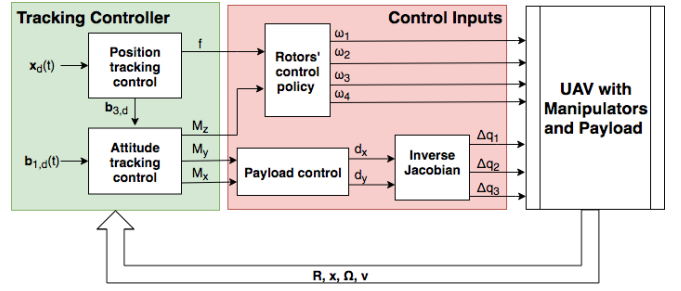 Tracking Controller
Control Inputs
x_d(t)
Position
tracking
control
f
b_3,d
b_1,d(t)
Attitude
tracking
control
M_z
M_y
M_x
Rotors'
control
policy
ω_1
ω_2
ω_3
ω_4
Payload control
d_x
d_y
Inverse
Jacobian
Δq_1
Δq_2
Δq_3
UAV with
Manipulators
and Payload
R, x, Ω, v